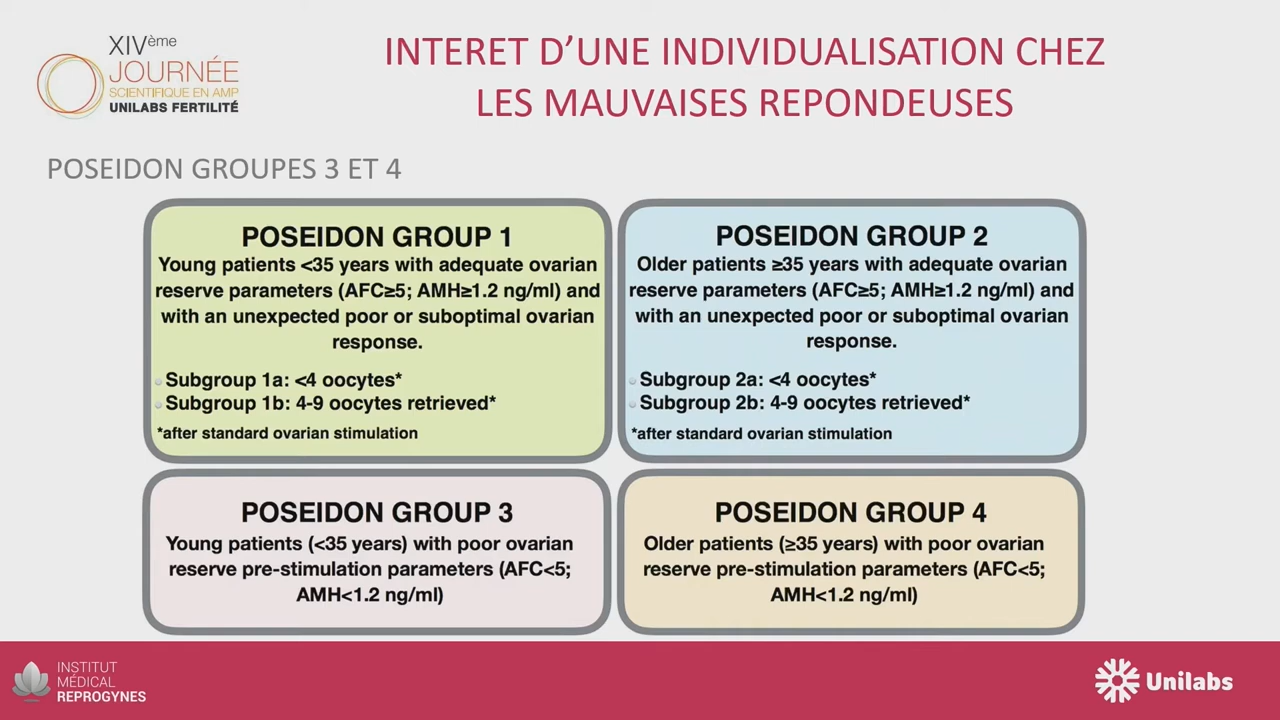 XIVème
JOURNÉE
SCIENTIFIQUE EN AMP
UNILABS FERTILITÉ
INTERET D’UNE INDIVIDUALISATION CHEZ
LES MAUVAISES REPONDEUSES
POSEIDON GROUPES 3 ET 4
POSEIDON GROUP 1
Young patients <35 years with adequate ovarian
reserve parameters (AFC≥5; AMH≥1.2 ng/ml) and
with an unexpected poor or suboptimal ovarian
response.
Subgroup 1a: <4 oocytes*
Subgroup 1b: 4-9 oocytes retrieved*
*after standard ovarian stimulation
POSEIDON GROUP 2
Older patients ≥35 years with adequate ovarian
reserve parameters (AFC≥5; AMH≥1.2 ng/ml) and
with an unexpected poor or suboptimal ovarian
response.
Subgroup 2a: <4 oocytes*
Subgroup 2b: 4-9 oocytes retrieved*
*after standard ovarian stimulation
POSEIDON GROUP 3
Young patients (<35 years) with poor ovarian
reserve pre-stimulation parameters (AFC<5;
AMH<1.2 ng/ml)
POSEIDON GROUP 4
Older patients (≥35 years) with poor ovarian
reserve pre-stimulation parameters (AFC<5;
AMH<1.2 ng/ml)
INSTITUT
MÉDICAL
REPROGYNES
Unilabs